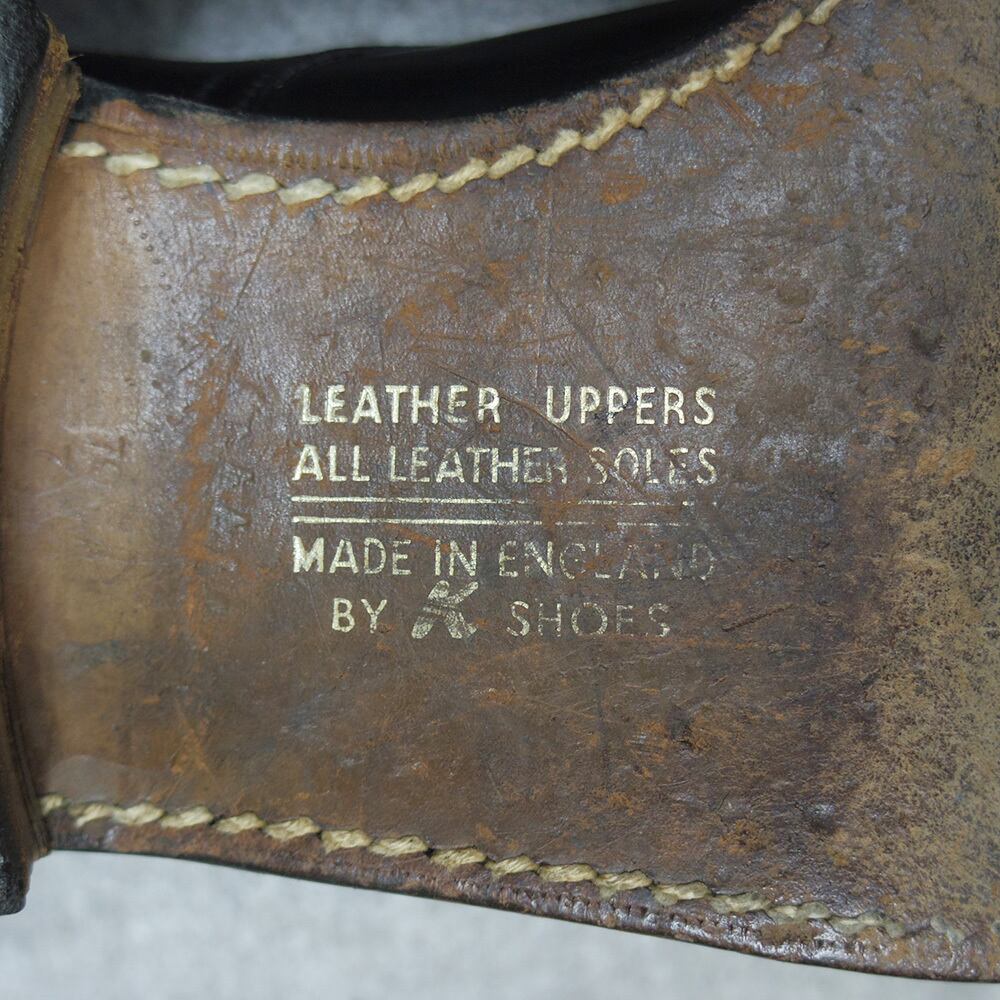 LEATHER UPPERS
ALL LEATHER SOLES
MADE IN ENGLAND
BY K SHOES